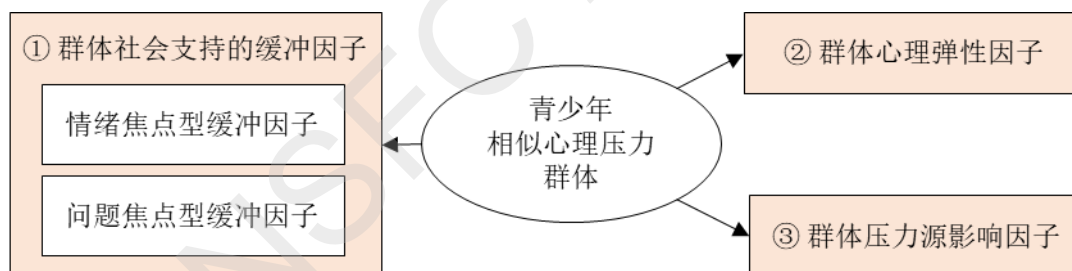 ① 群体社会支持的缓冲因子
情绪焦点型缓冲因子
问题焦点型缓冲因子
青少年
相似心理压力
群体
② 群体心理弹性因子
③ 群体压力源影响因子
NSFC